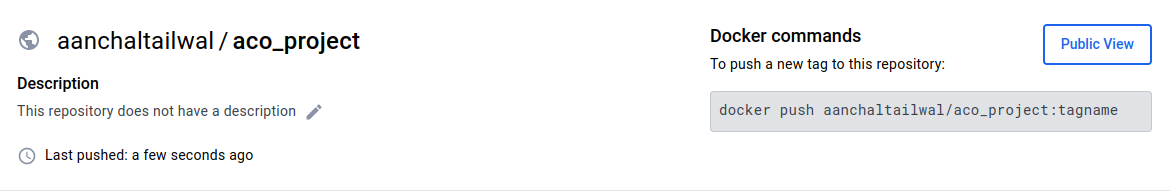 aanchaltailwal / aco_project
Description
This repository does not have a description
Last pushed: a few seconds ago
Docker commands
Public View
To push a new tag to this repository:
docker push aanchaltailwal/aco_project:tagname